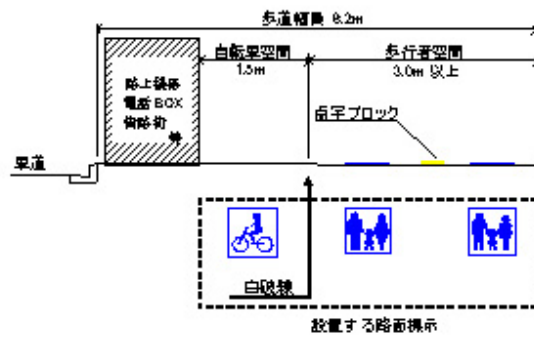 歩道幅員 6.2m
自転車空間
1.5m
歩行者空間
3.0m 以上
路上機器
電話BOX
街路樹
等
点字ブロック
車道
白破線
設置する路面標示